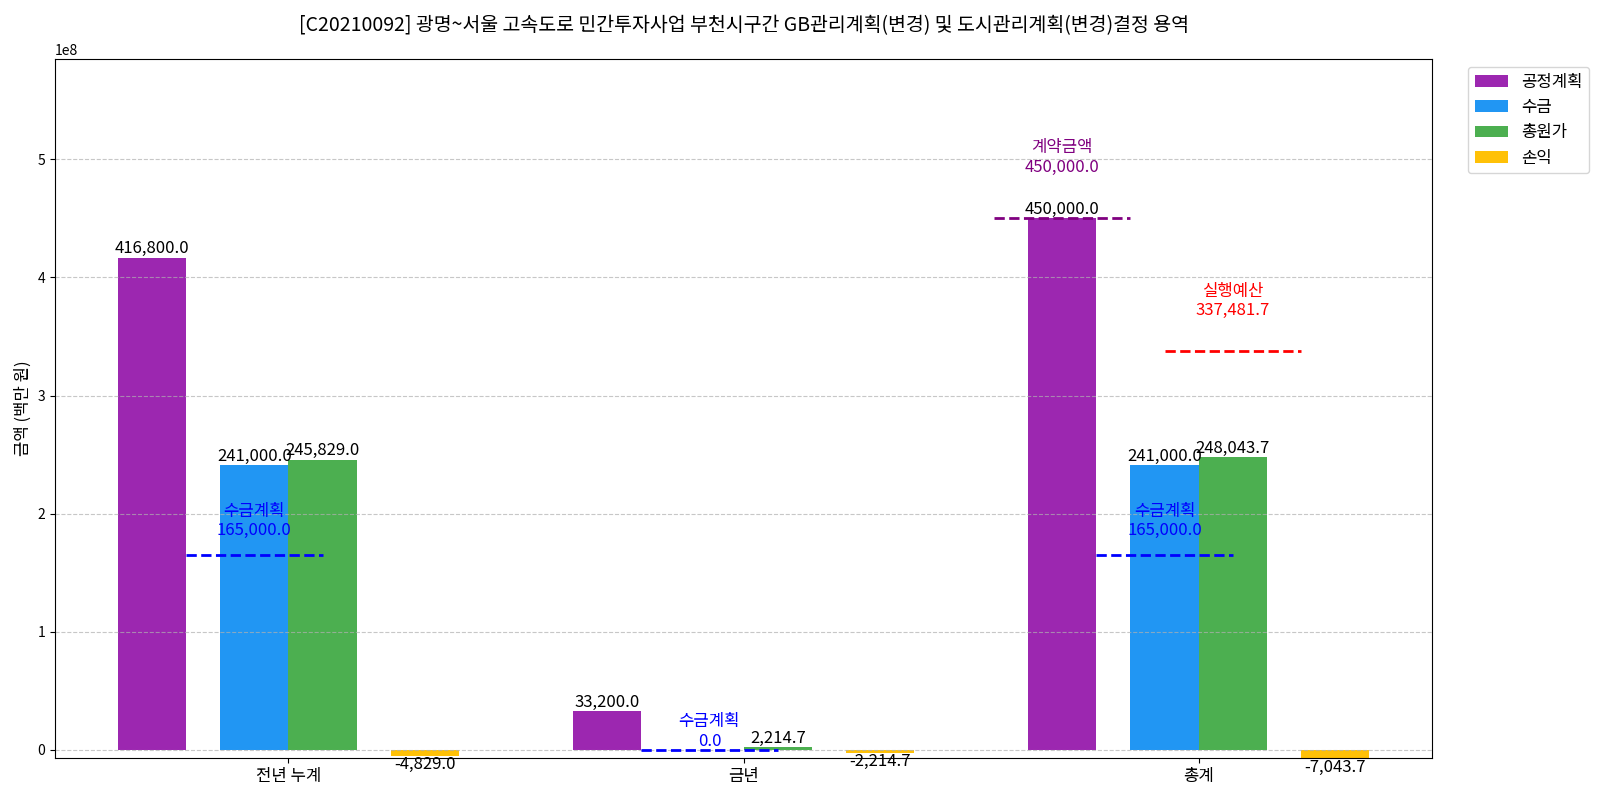 [C20210092] 광명~서울 고속도로 민간투자사업 부천시구간 GB관리계획(변경) 및 도시관리계획(변경)결정 용역
1e8
공정계획
수금
총원가
손익
금액 (백만 원)
5
4
3
2
1
0
416,800.0
241,000.0
245,829.0
수금계획
165,000.0
-4,829.0
33,200.0
수금계획
0.0
2,214.7
-2,214.7
계약금액
450,000.0
450,000.0
실행예산
337,481.7
241,000.0
248,043.7
수금계획
165,000.0
-7,043.7
전년 누계
금년
총계